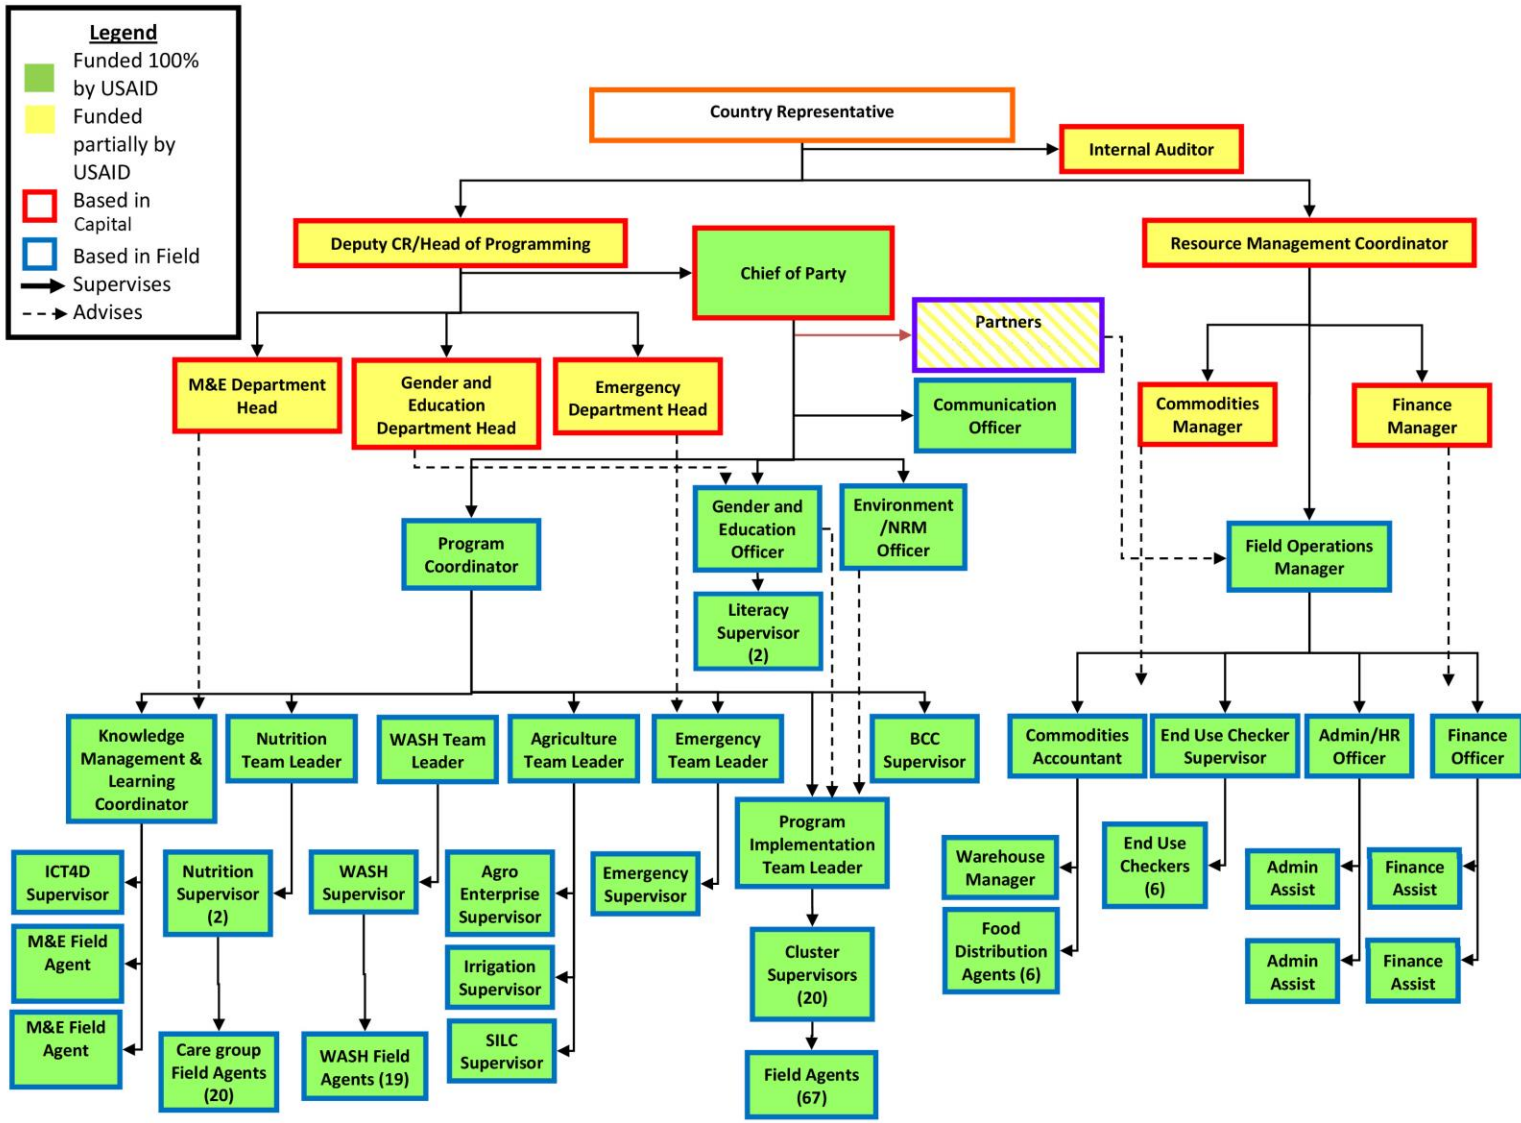 Legend
Funded 100%
by USAID
Funded
partially by
USAID
Based in
Capital
Based in Field
Supervises
Advises
Country Representative
Internal Auditor
Deputy CR/Head of Programming
Chief of Party
Resource Management Coordinator
Partners
M&E Department
Head
Gender and
Education
Department Head
Emergency
Department Head
Communication
Officer
Commodities
Manager
Finance
Manager
Program
Coordinator
Gender and
Education
Officer
Environment
/NRM
Officer
Field Operations
Manager
Literacy
Supervisor
(2)
Knowledge
Management &
Learning
Coordinator
Nutrition
Team Leader
WASH Team
Leader
Agriculture
Team Leader
Emergency
Team Leader
BCC
Supervisor
Commodities
Accountant
End Use Checker
Supervisor
Admin/HR
Officer
Finance
Officer
Program
Implementation
Team Leader
ICT4D
Supervisor
Nutrition
Supervisor
(2)
WASH
Supervisor
Agro
Enterprise
Supervisor
Emergency
Supervisor
Warehouse
Manager
End Use
Checkers
(6)
Admin
Assist
Finance
Assist
M&E Field
Agent
Irrigation
Supervisor
Cluster
Supervisors
(20)
Food
Distribution
Agents (6)
Admin
Assist
Finance
Assist
M&E Field
Agent
Care group
Field Agents
(20)
WASH Field
Agents (19)
SILC
Supervisor
Field Agents
(67)